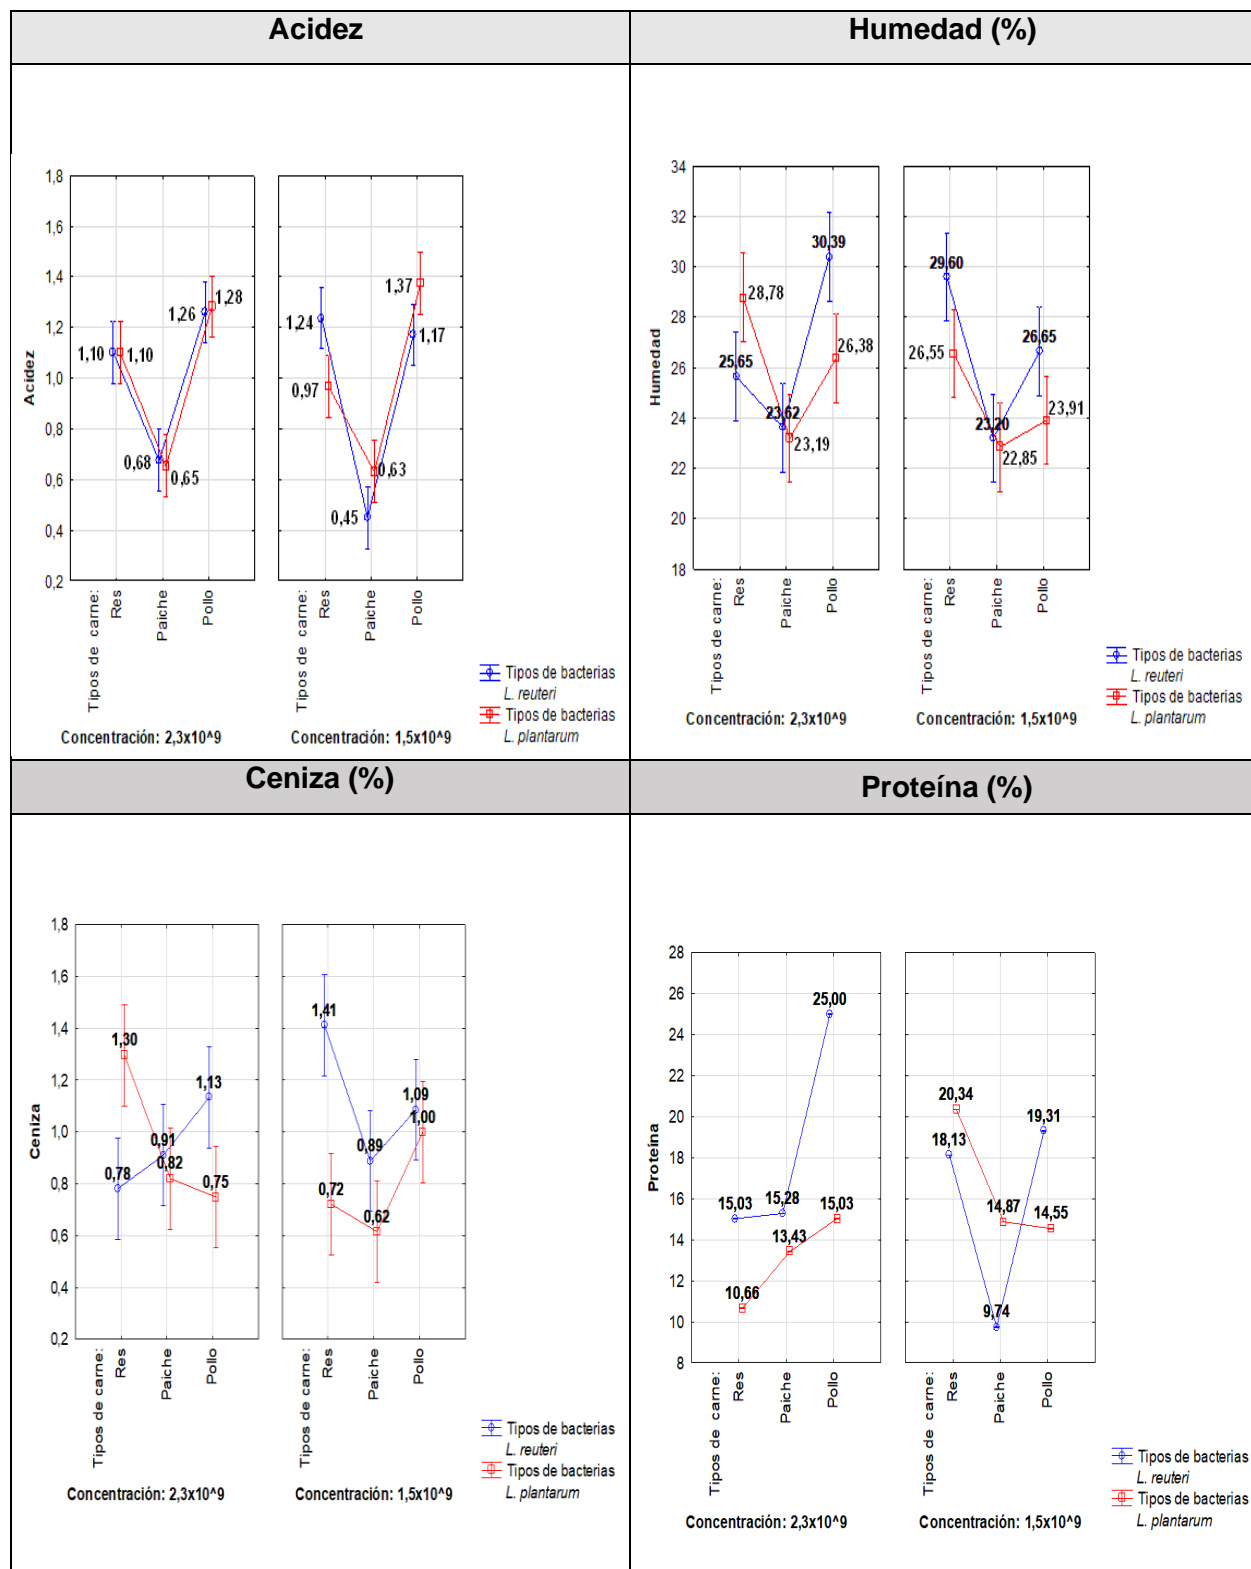 Acidez
Humedad (%)
1,8
1,6
1,4
1,2
1,0
0,8
0,6
0,4
0,2
Acidez
1,10
1,10
0,68
0,65
1,26
1,28
1,24
0,97
0,45
0,63
1,37
1,17
Tipos de carne:
Res
Paiche
Pollo
Tipos de carne:
Res
Paiche
Pollo
Concentración: 2,3x10^9
Concentración: 1,5x10^9
Tipos de bacterias
L. reuteri
Tipos de bacterias
L. plantarum
34
32
30
28
26
24
22
20
18
Humedad
25,65
28,78
23,62
23,19
30,39
26,38
29,60
26,55
23,20
22,85
26,65
23,91
Tipos de carne:
Res
Paiche
Pollo
Tipos de carne:
Res
Paiche
Pollo
Concentración: 2,3x10^9
Concentración: 1,5x10^9
Tipos de bacterias
L. reuteri
Tipos de bacterias
L. plantarum
Ceniza (%)
Proteína (%)
1,8
1,6
1,4
1,2
1,0
0,8
0,6
0,4
0,2
Ceniza
1,30
0,78
0,91
0,82
1,13
0,75
1,41
0,72
0,89
0,62
1,09
1,00
Tipos de carne:
Res
Paiche
Pollo
Tipos de carne:
Res
Paiche
Pollo
Concentración: 2,3x10^9
Concentración: 1,5x10^9
Tipos de bacterias
L. reuteri
Tipos de bacterias
L. plantarum
28
26
24
22
20
18
16
14
12
10
8
Proteína
15,03
10,66
15,28
13,43
25,00
15,03
20,34
18,13
14,87
9,74
19,31
14,55
Tipos de carne:
Res
Paiche
Pollo
Tipos de carne:
Res
Paiche
Pollo
Concentración: 2,3x10^9
Concentración: 1,5x10^9
Tipos de bacterias
L. reuteri
Tipos de bacterias
L. plantarum